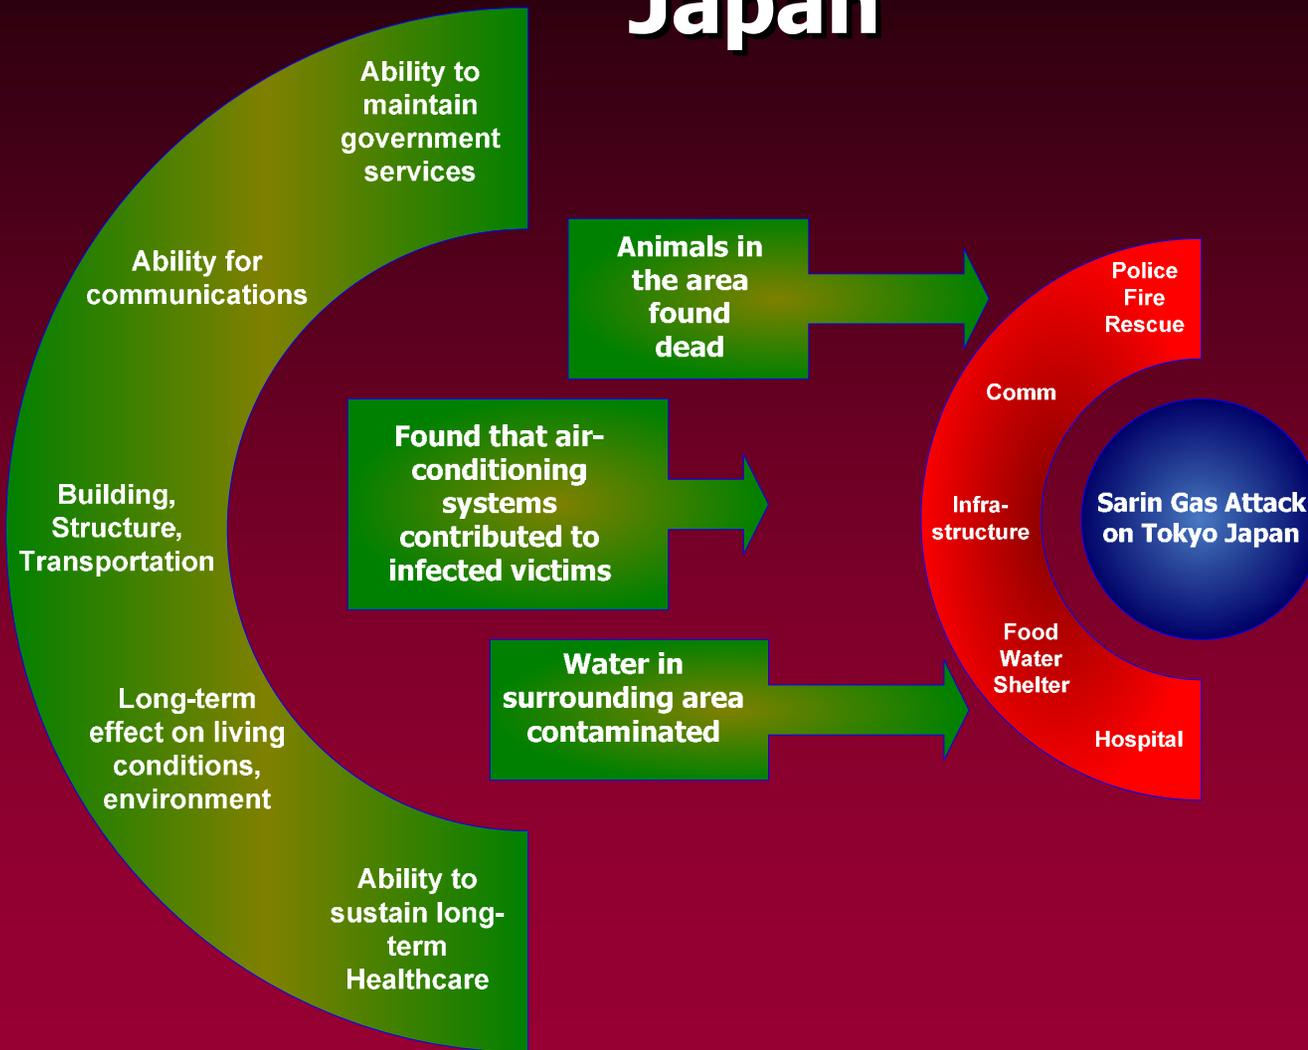 Japan
Ability to
maintain
government
services
Ability for
communications
Building,
Structure,
Transportation
Long-term
effect on living
conditions,
environment
Ability to
sustain long-
term
Healthcare
Animals in
the area
found
dead
Found that air-
conditioning
systems
contributed to
infected victims
Water in
surrounding area
contaminated
Police
Fire
Rescue
Comm
Infra-
structure
Food
Water
Shelter
Hospital
Sarin Gas Attack
on Tokyo Japan